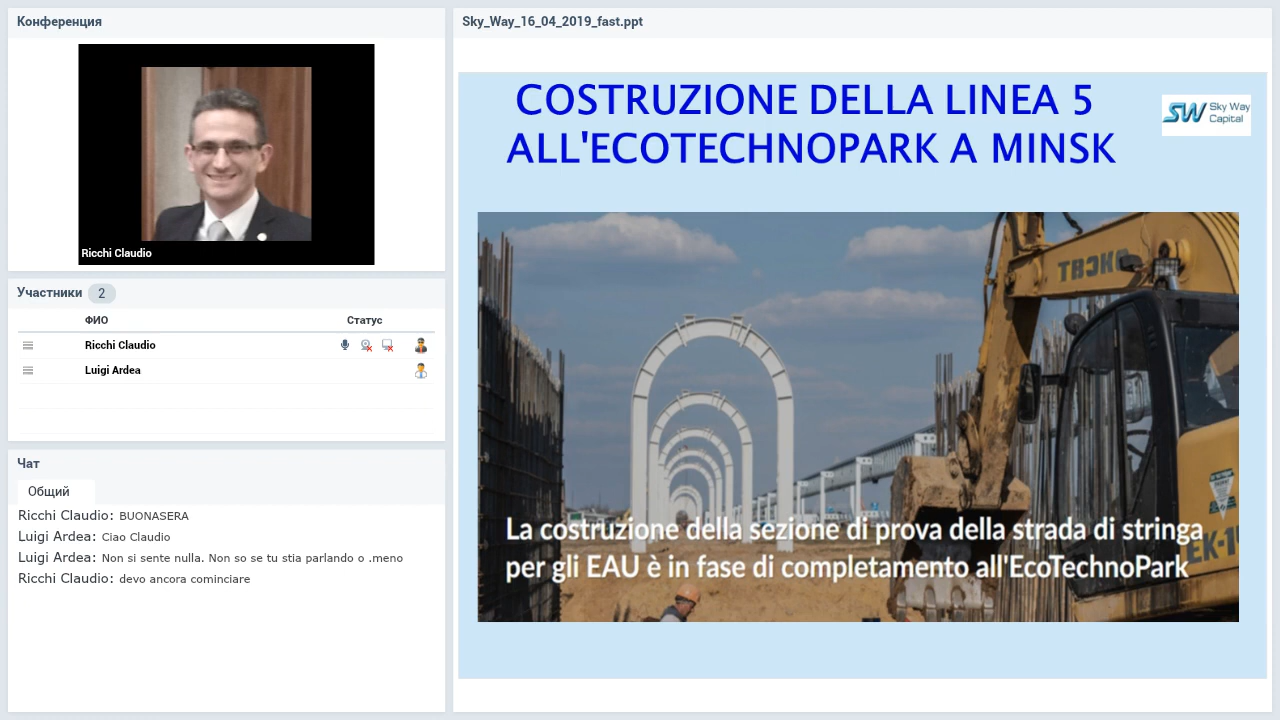 Конференция
Ricchi Claudio
Участники 2
ФИО Статус
Ricchi Claudio
Luigi Ardea
Чат
Общий
Ricchi Claudio: BUONASERA
Luigi Ardea: Ciao Claudio
Luigi Ardea: Non si sente nulla. Non so se tu stia parlando o .meno
Ricchi Claudio: devo ancora cominciare
Sky_Way_16_04_2019_fast.ppt
COSTRUZIONE DELLA LINEA 5
ALL'ECOTECHNOPARK A MINSK
SW Sky Way
Capital
ТВЭКС
La costruzione della sezione di prova della strada di stringa
per gli EAU è in fase di completamento all'EcoTechnoPark